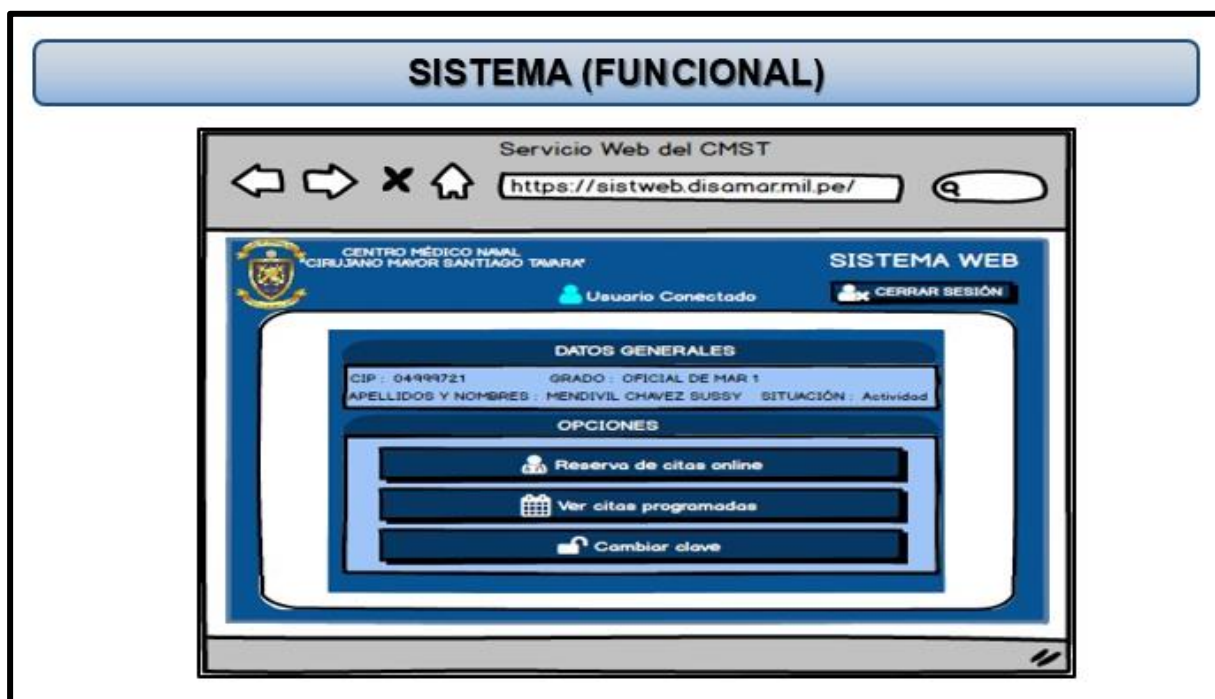 SISTEMA (FUNCIONAL)
Servicio Web del CMST
https://sistweb.disamar.mil.pe/
CENTRO MÉDICO NAVAL
"CIRUJANO MAYOR SANTIAGO TAVARA"
SISTEMA WEB
Usuario Conectado
CERRAR SESIÓN
DATOS GENERALES
CIP : 04999721 GRADO : OFICIAL DE MAR 1
APELLIDOS Y NOMBRES : MENDIVIL CHAVEZ SUSSY SITUACIÓN : Actividad
OPCIONES
Reserva de citas online
Ver citas programadas
Cambiar clave